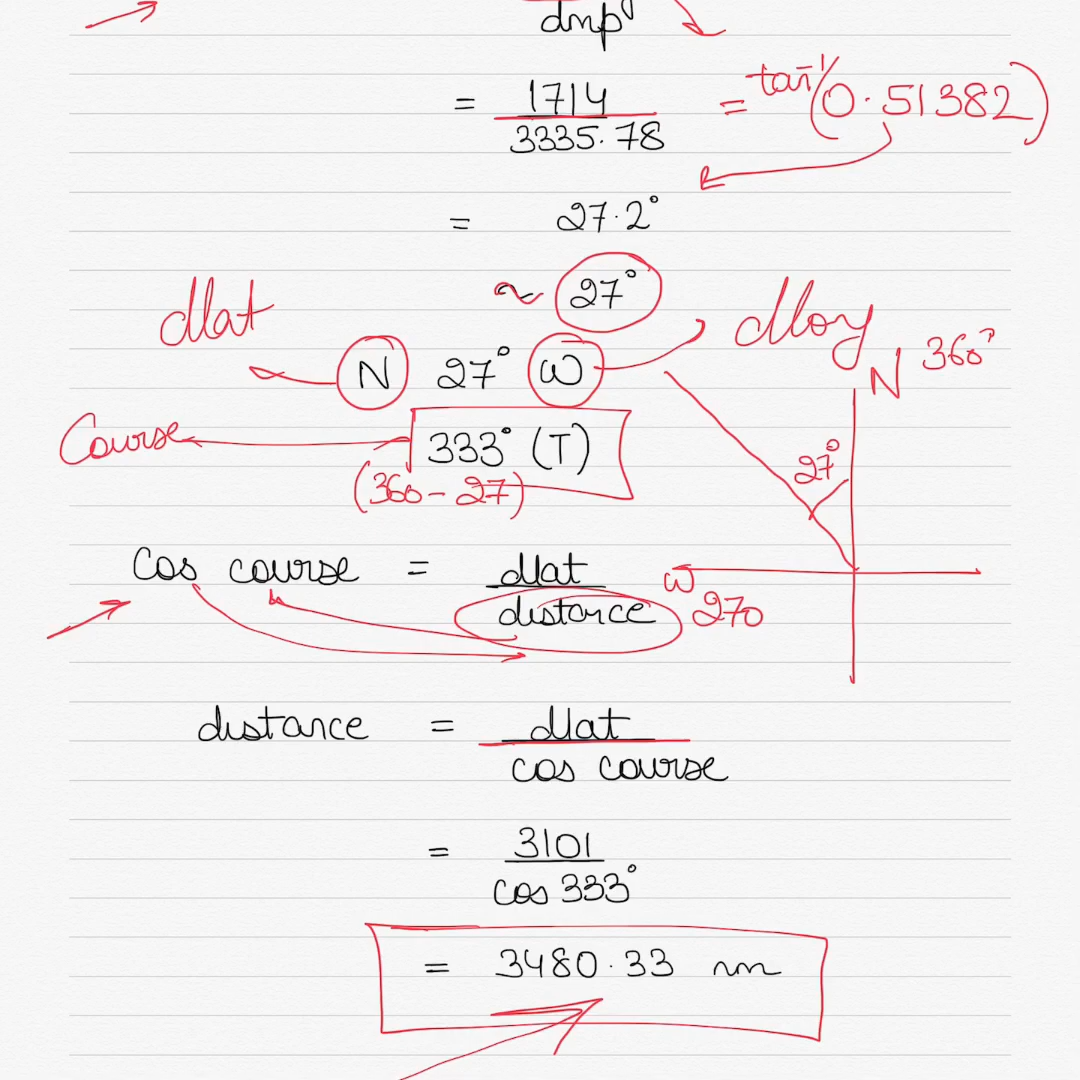 dmp
= 1714 = tan⁻¹(0.51382)
3335.78
= 27.2°
~ 27°
dlat dlong
N 27° W N 360°
Course 333° (T) 27°
(360 - 27)
Cos course = dlat
distance W 270
distance = dlat
cos course
= 3101
cos 333°
= 3480.33 nm